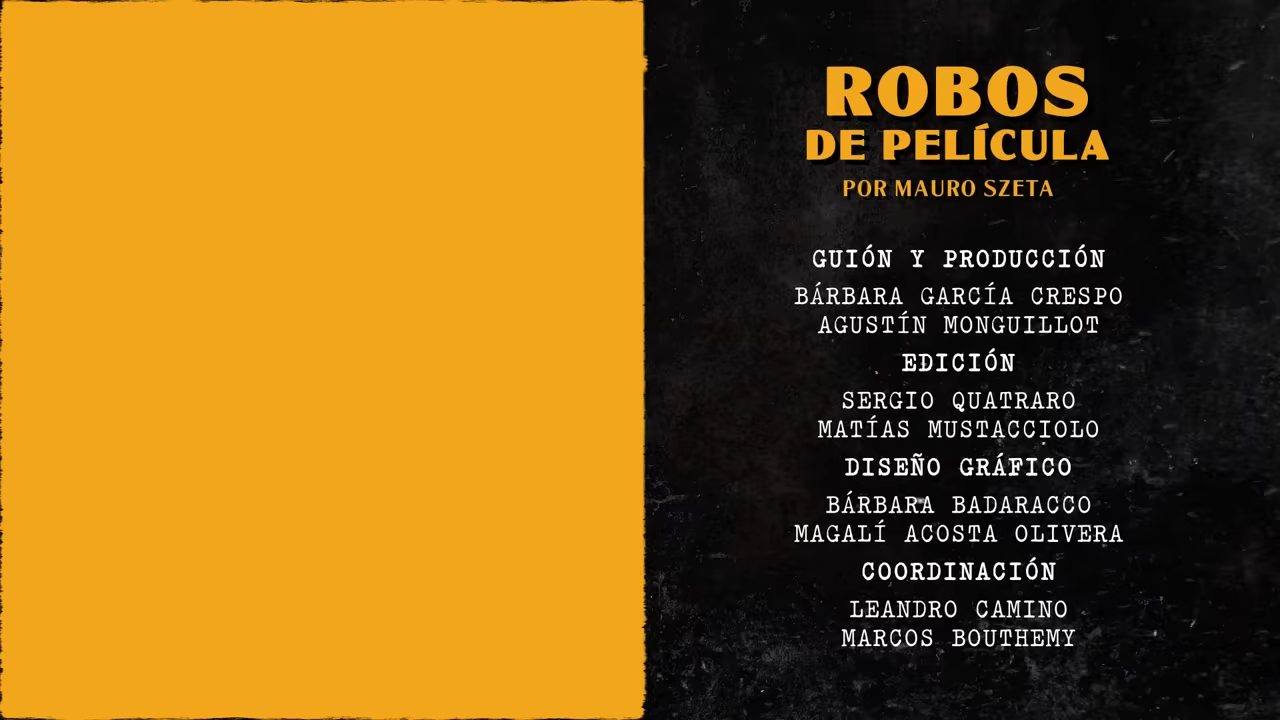 ROBOS
DE PELÍCULA
POR MAURO SZETA
GUIÓN Y PRODUCCIÓN
BÁRBARA GARCÍA CRESPO
AGUSTÍN MONGUILLOT
EDICIÓN
SERGIO QUATRARO
MATÍAS MUSTACCIOLO
DISEÑO GRÁFICO
BÁRBARA BADARACCO
MAGALÍ ACOSTA OLIVERA
COORDINACIÓN
LEANDRO CAMINO
MARCOS BOUTHEMY